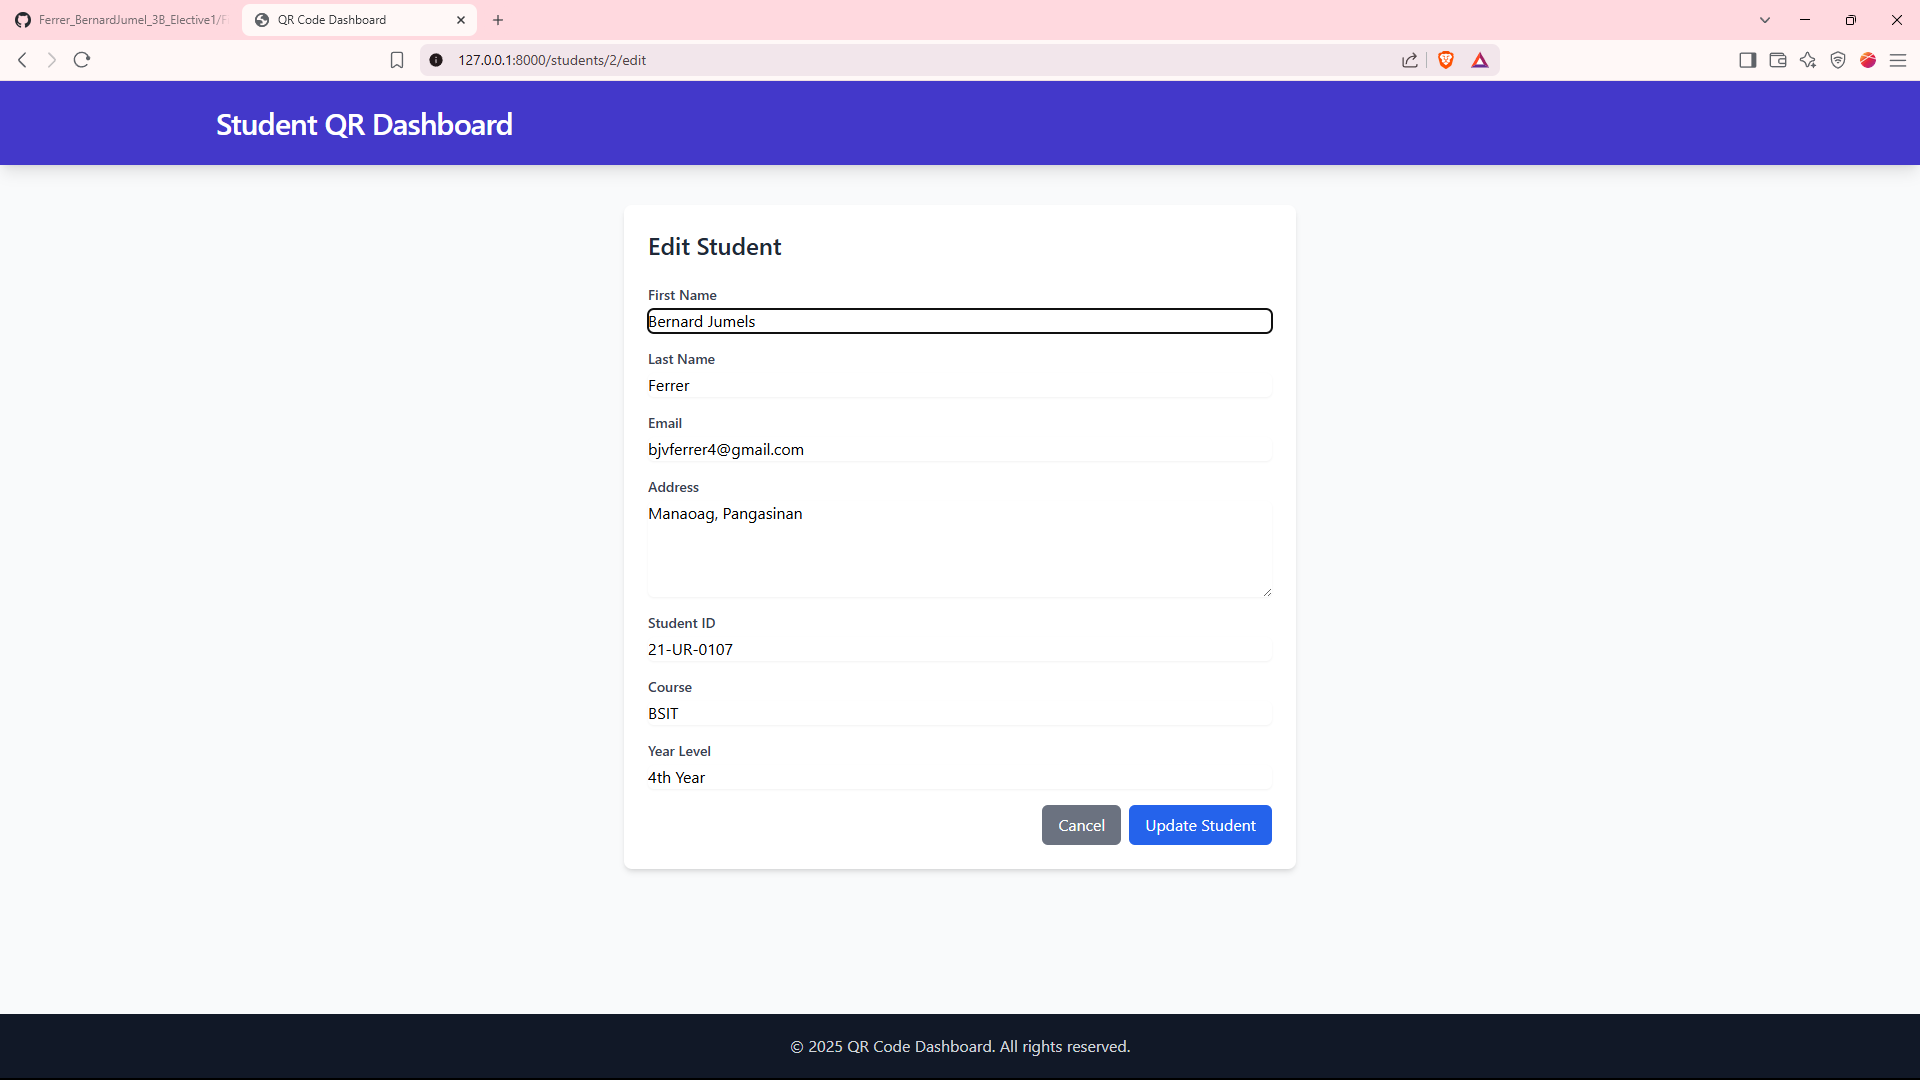 Ferrer_BernardJumel_3B_Elective1/F
QR Code Dashboard
127.0.0.1:8000/students/2/edit
Student QR Dashboard
Edit Student
First Name
Bernard Jumels
Last Name
Ferrer
Email
bjvferrer4@gmail.com
Address
Manaoag, Pangasinan
Student ID
21-UR-0107
Course
BSIT
Year Level
4th Year
Cancel Update Student
© 2025 QR Code Dashboard. All rights reserved.